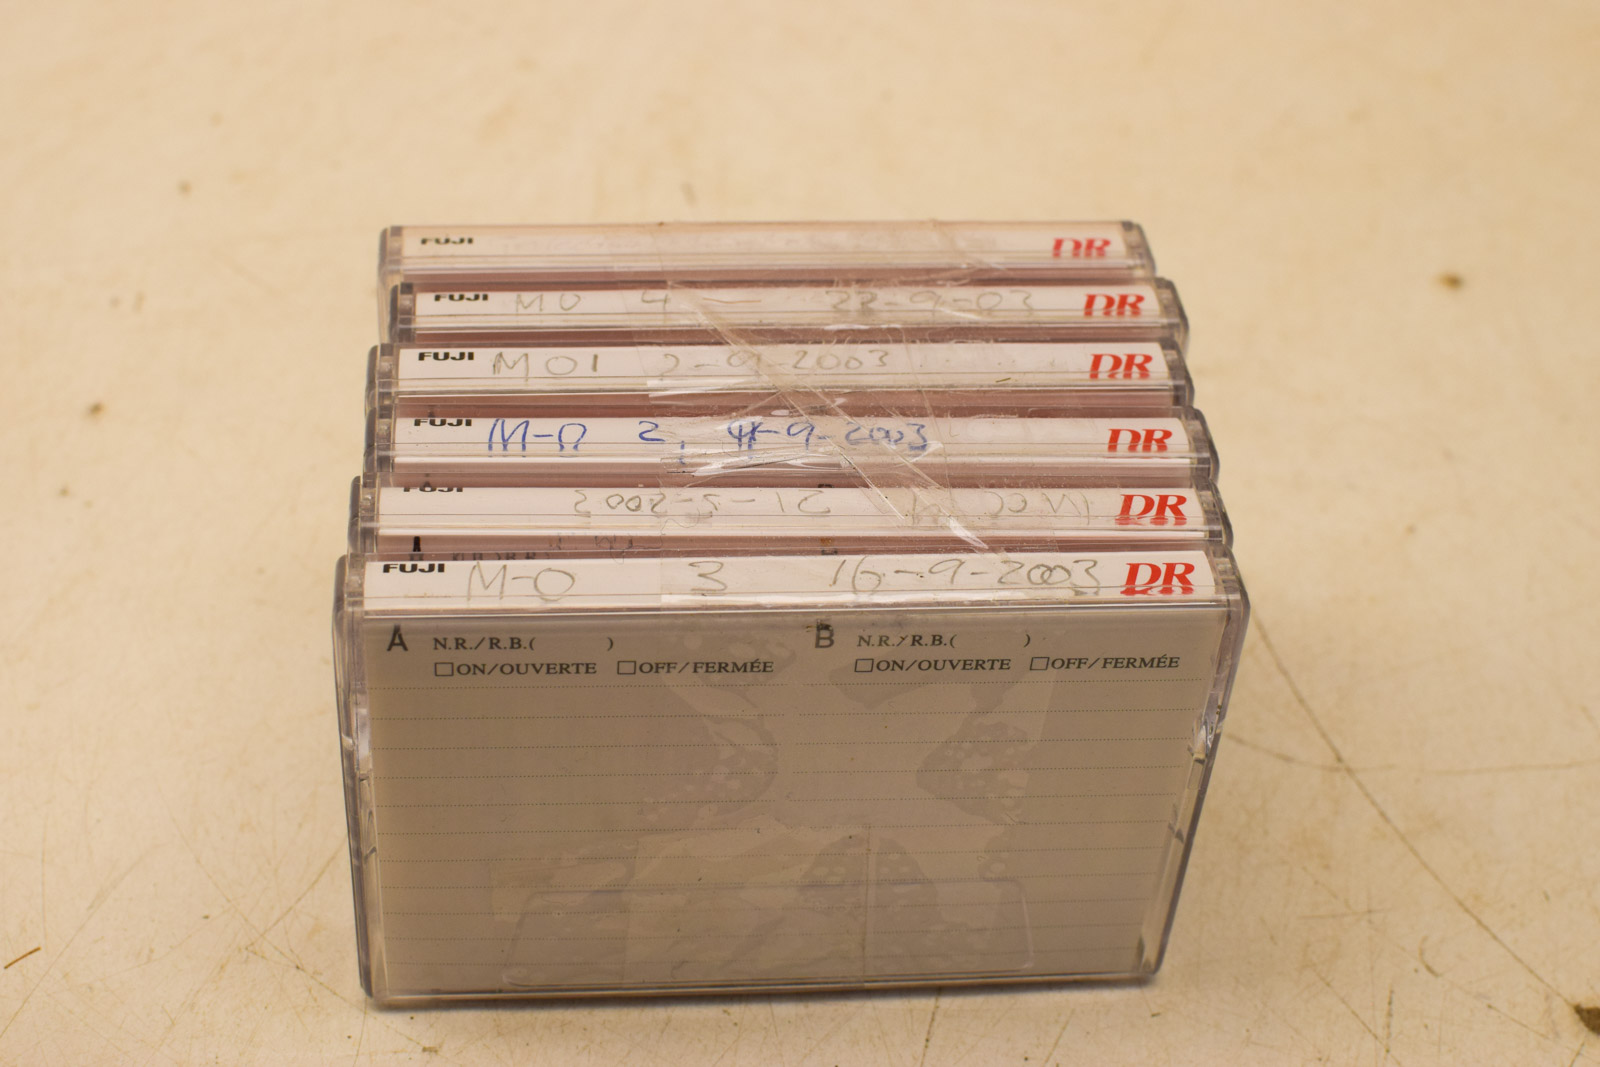 FUJI DR
FUJI MO 4 — 22-9-03 DR
FUJI MO1 2-9-2003 DR
FUJI M-O 2, 9-2003 DR
FUJI DR
FUJI M-O 3 16-9-2003 DR
A N.R./R.B.( ) B N.R./R.B.( )
☐ON/OUVERTE ☐OFF/FERMÉE ☐ON/OUVERTE ☐OFF/FERMÉE